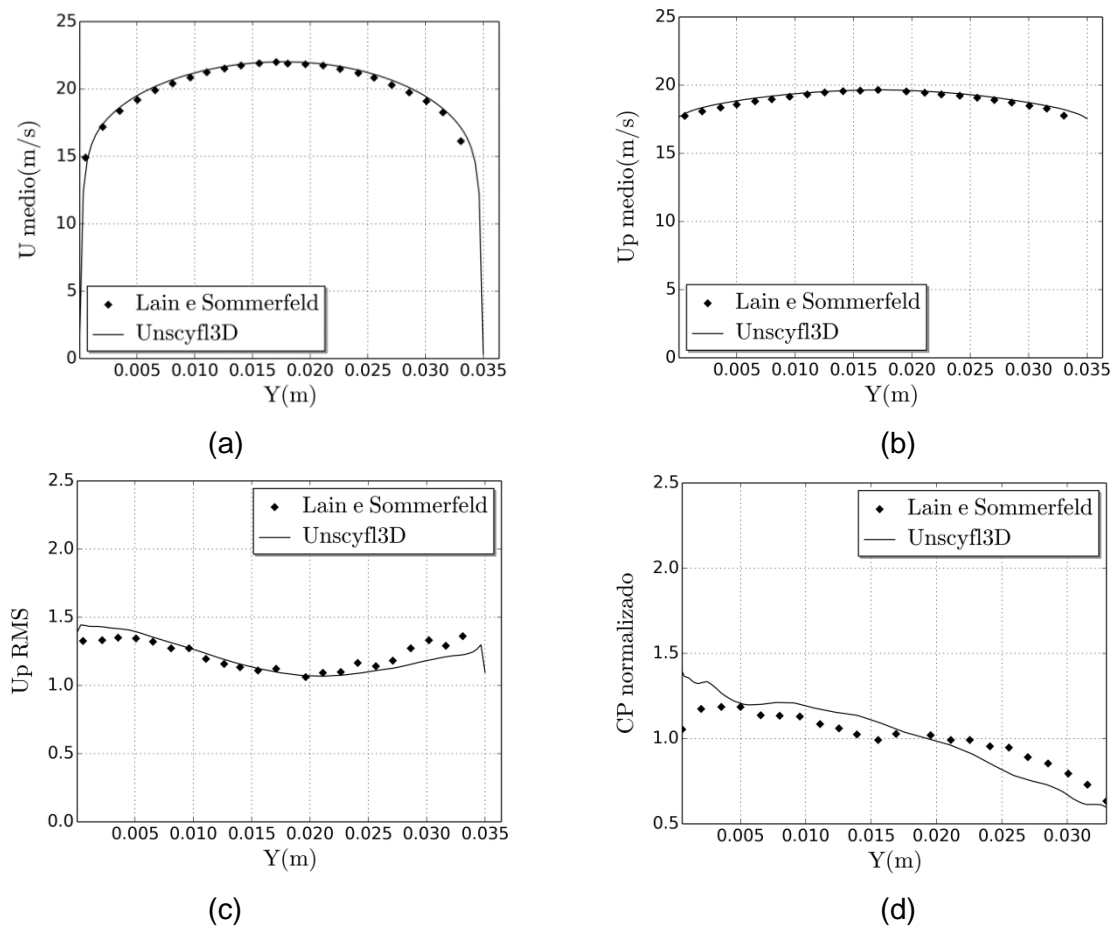 25
20
15
10
5
0
U medio(m/s)
0.005 0.010 0.015 0.020 0.025 0.030 0.035
Y(m)
Lain e Sommerfeld
Unscyfl3D
(a)
25
20
15
10
5
0
Up medio(m/s)
0.005 0.010 0.015 0.020 0.025 0.030 0.035
Y(m)
Lain e Sommerfeld
Unscyfl3D
(b)
2.5
2.0
1.5
1.0
0.5
0.0
Up RMS
0.005 0.010 0.015 0.020 0.025 0.030 0.035
Y(m)
Lain e Sommerfeld
Unscyfl3D
(c)
2.5
2.0
1.5
1.0
0.5
CP normalizado
0.005 0.010 0.015 0.020 0.025 0.030
Y(m)
Lain e Sommerfeld
Unscyfl3D
(d)